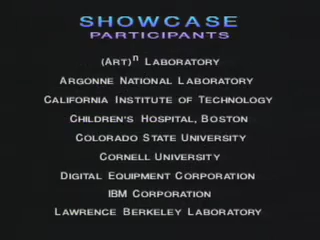 SHOWCASE
PARTICIPANTS
(ART)ⁿ LABORATORY
ARGONNE NATIONAL LABORATORY
CALIFORNIA INSTITUTE OF TECHNOLOGY
CHILDREN'S HOSPITAL, BOSTON
COLORADO STATE UNIVERSITY
CORNELL UNIVERSITY
DIGITAL EQUIPMENT CORPORATION
IBM CORPORATION
LAWRENCE BERKELEY LABORATORY